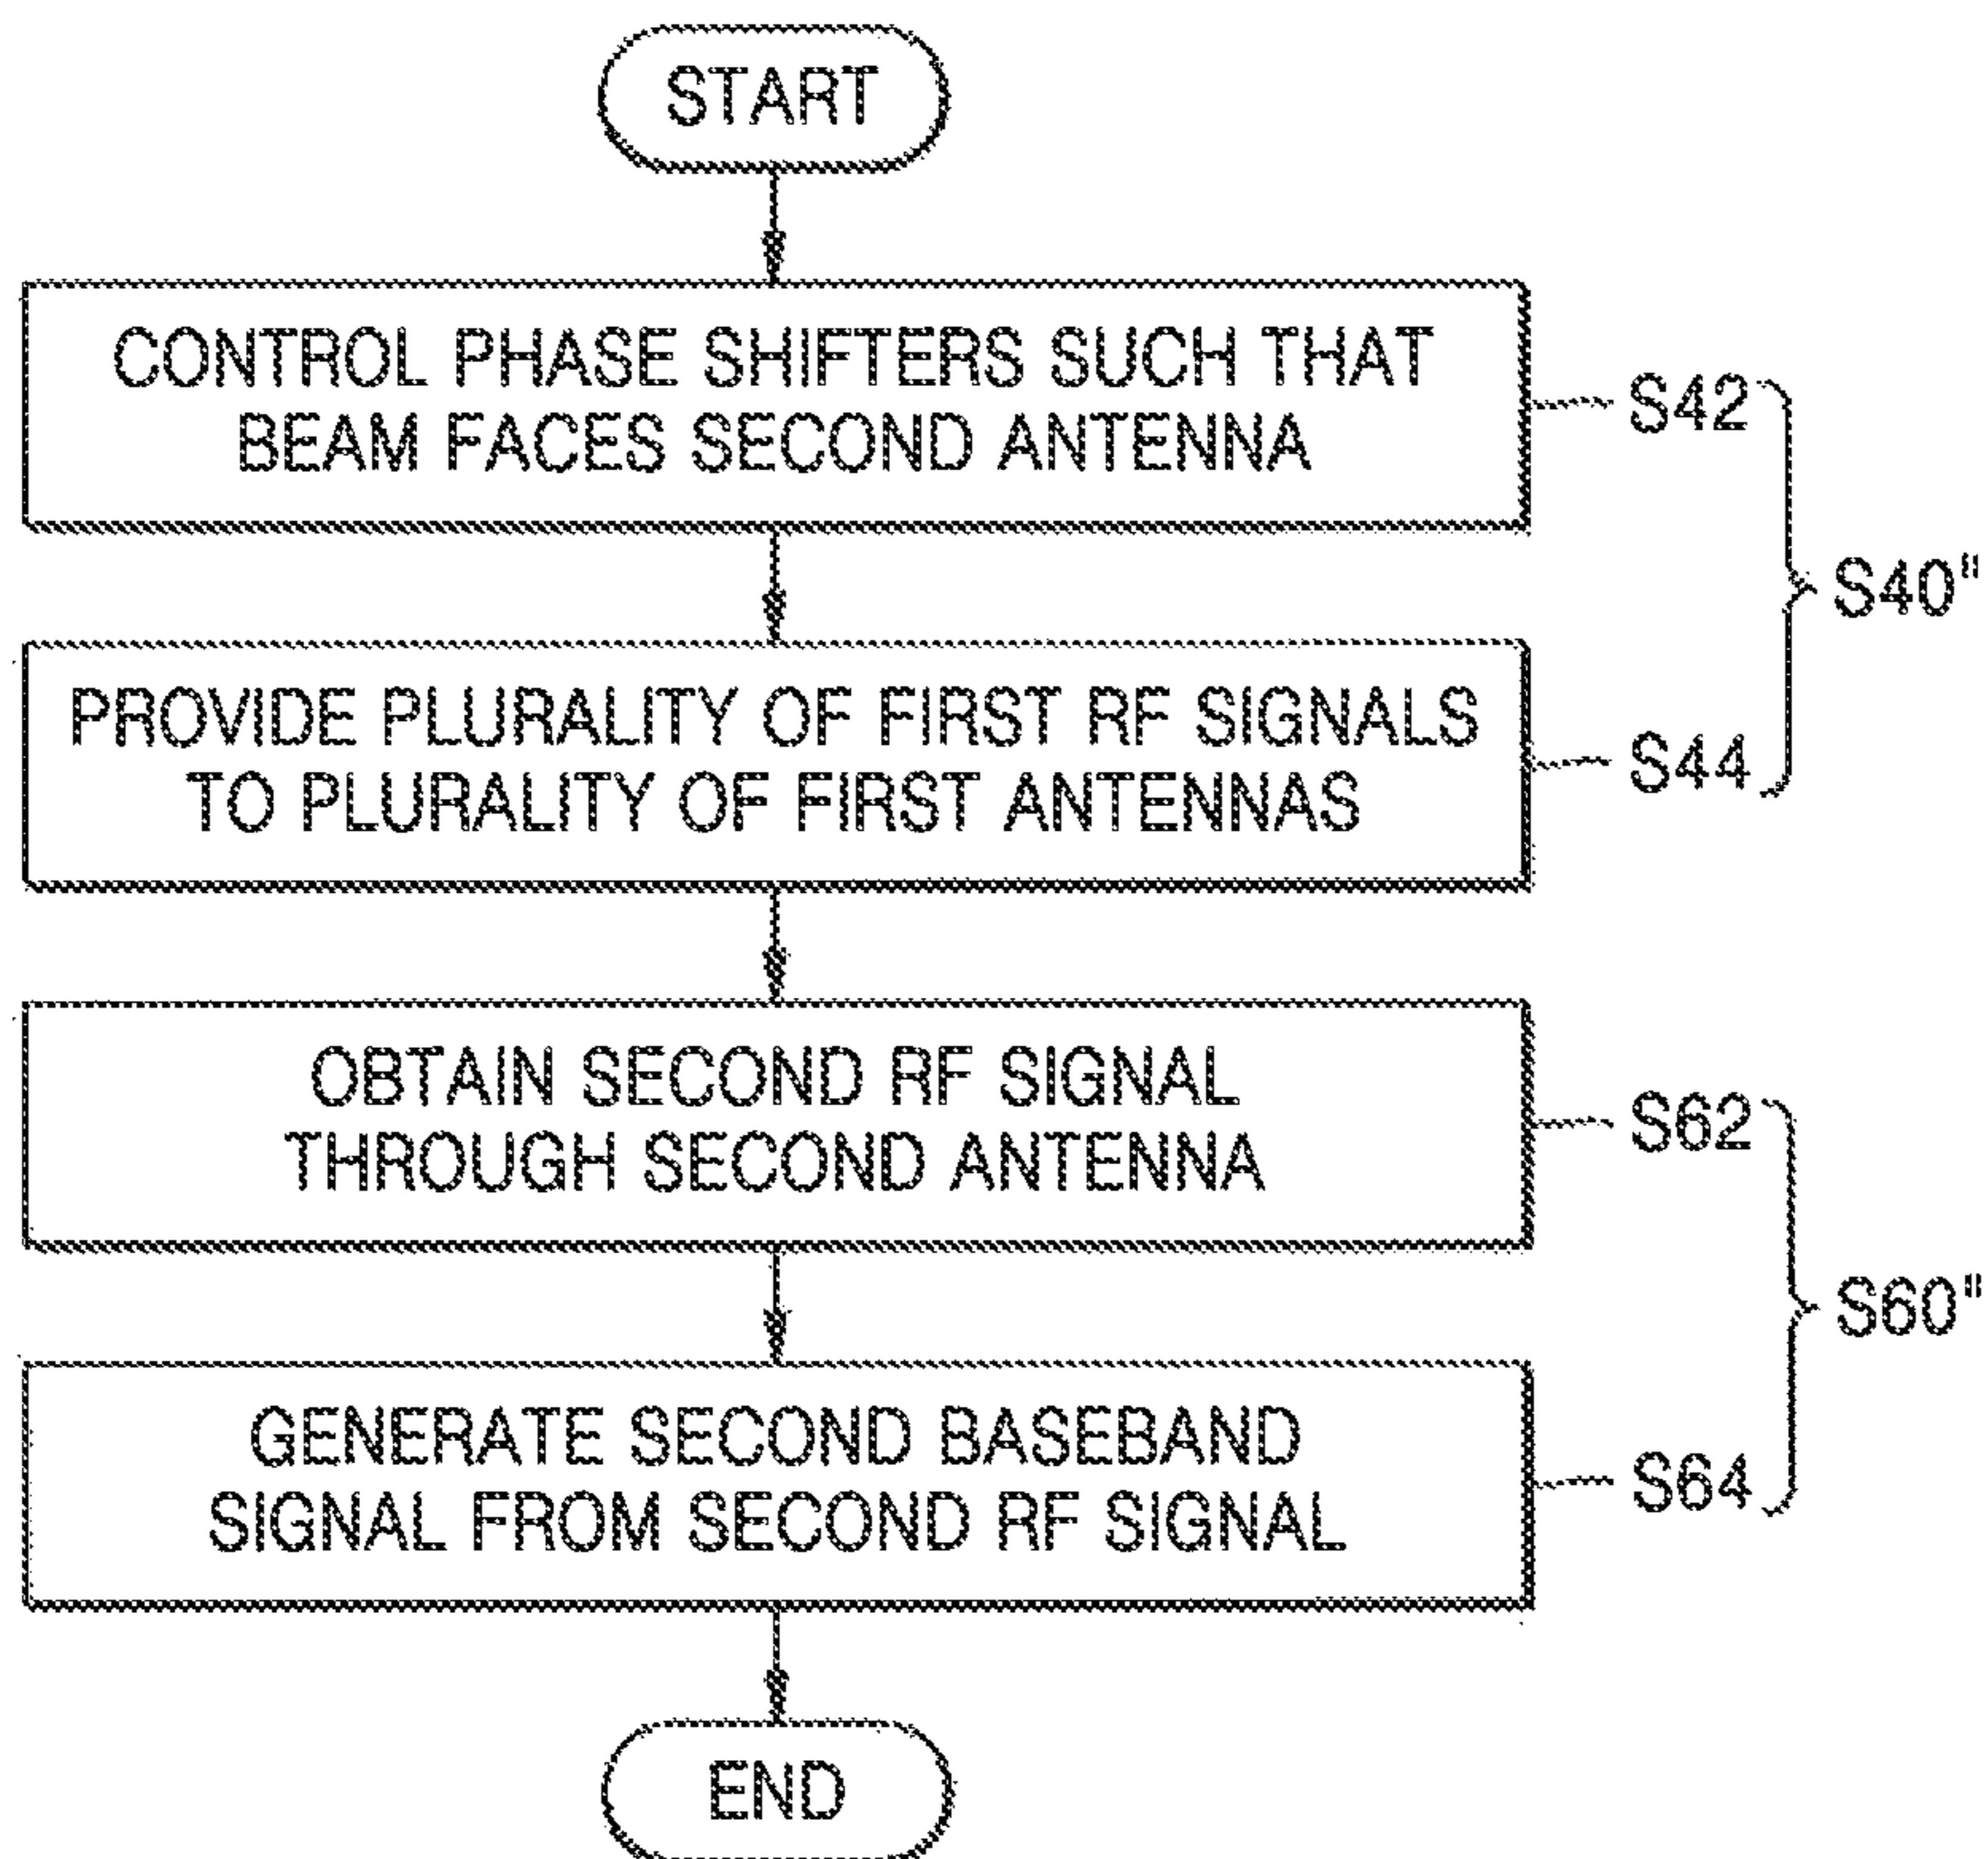 START
CONTROL PHASE SHIFTERS SUCH THAT
BEAM FACES SECOND ANTENNA
S42
S40"
PROVIDE PLURALITY OF FIRST RF SIGNALS
TO PLURALITY OF FIRST ANTENNAS
S44
OBTAIN SECOND RF SIGNAL
THROUGH SECOND ANTENNA
S62
S60"
GENERATE SECOND BASEBAND
SIGNAL FROM SECOND RF SIGNAL
S64
END